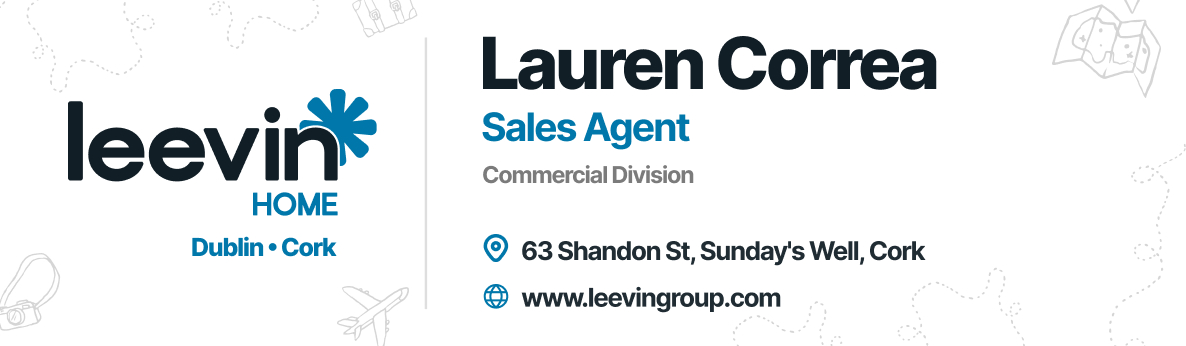 leevin
HOME
Dublin • Cork
Lauren Correa
Sales Agent
Commercial Division
63 Shandon St, Sunday's Well, Cork
www.leevingroup.com